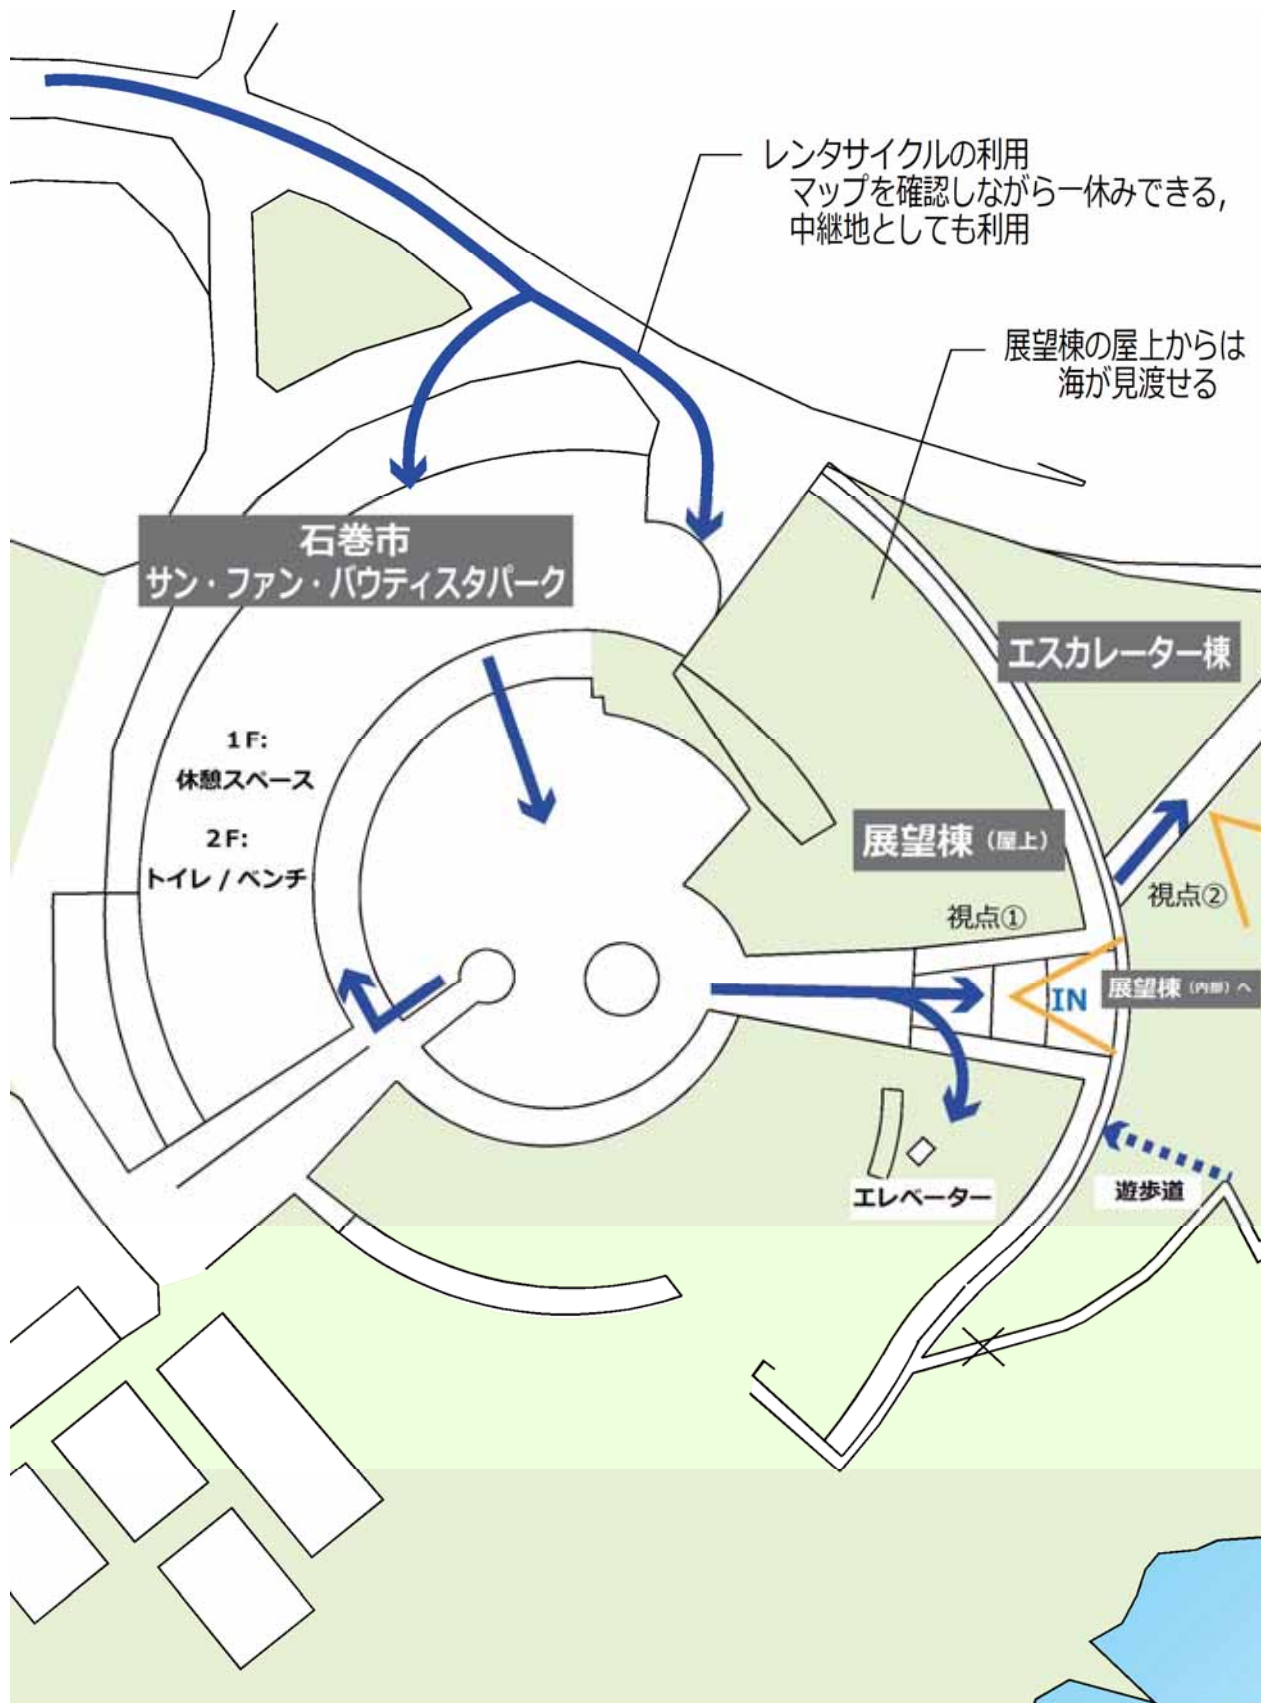 レンタサイクルの利用
マップを確認しながら一休みできる，
中継地としても利用
展望棟の屋上からは
海が見渡せる
石巻市
サン・ファン・バウティスタパーク
エスカレーター棟
1F:
休憩スペース
2F:
トイレ / ベンチ
展望棟（屋上）
視点②
視点①
IN
展望棟（内部）へ
エレベーター
遊歩道